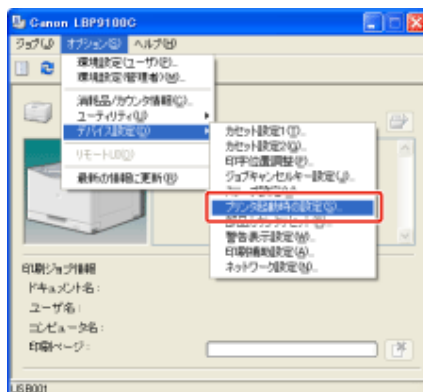 Canon LBP9100C
ジョブ(J) オプション(S) ヘルプ(H)
環境設定(ユーザ)(P)...
環境設定(管理者)(M)...
消耗品/カウンタ情報(C)...
ユーティリティ(U)
デバイス設定(D)
リモートUI(O)
最新の情報に更新(R)
カセット設定1(T)...
カセット設定2(G)...
印字位置調整(P)...
ジョブキャンセルキー設定(J)...
プリンタ起動時の設定(S)...
警告表示設定(W)...
印刷補助設定(A)...
ネットワーク設定(N)...
印刷ジョブ情報
ドキュメント名:
ユーザ名:
コンピュータ名:
印刷ページ:
USB001